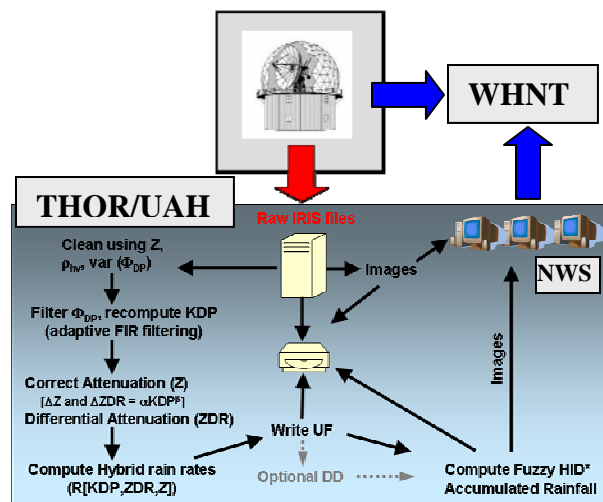 WHNT
THOR/UAH
Raw IRIS files
Clean using Z,
ρhv, var (ΦDP)
Images
NWS
Filter ΦDP, recompute KDP
(adaptive FIR filtering)
Images
Correct Attenuation (Z)
[ΔZ and ΔZDR = αKDPᵝ]
Differential Attenuation (ZDR)
Write UF
Compute Hybrid rain rates
(R[KDP,ZDR,Z])
Optional DD
Compute Fuzzy HID*
Accumulated Rainfall